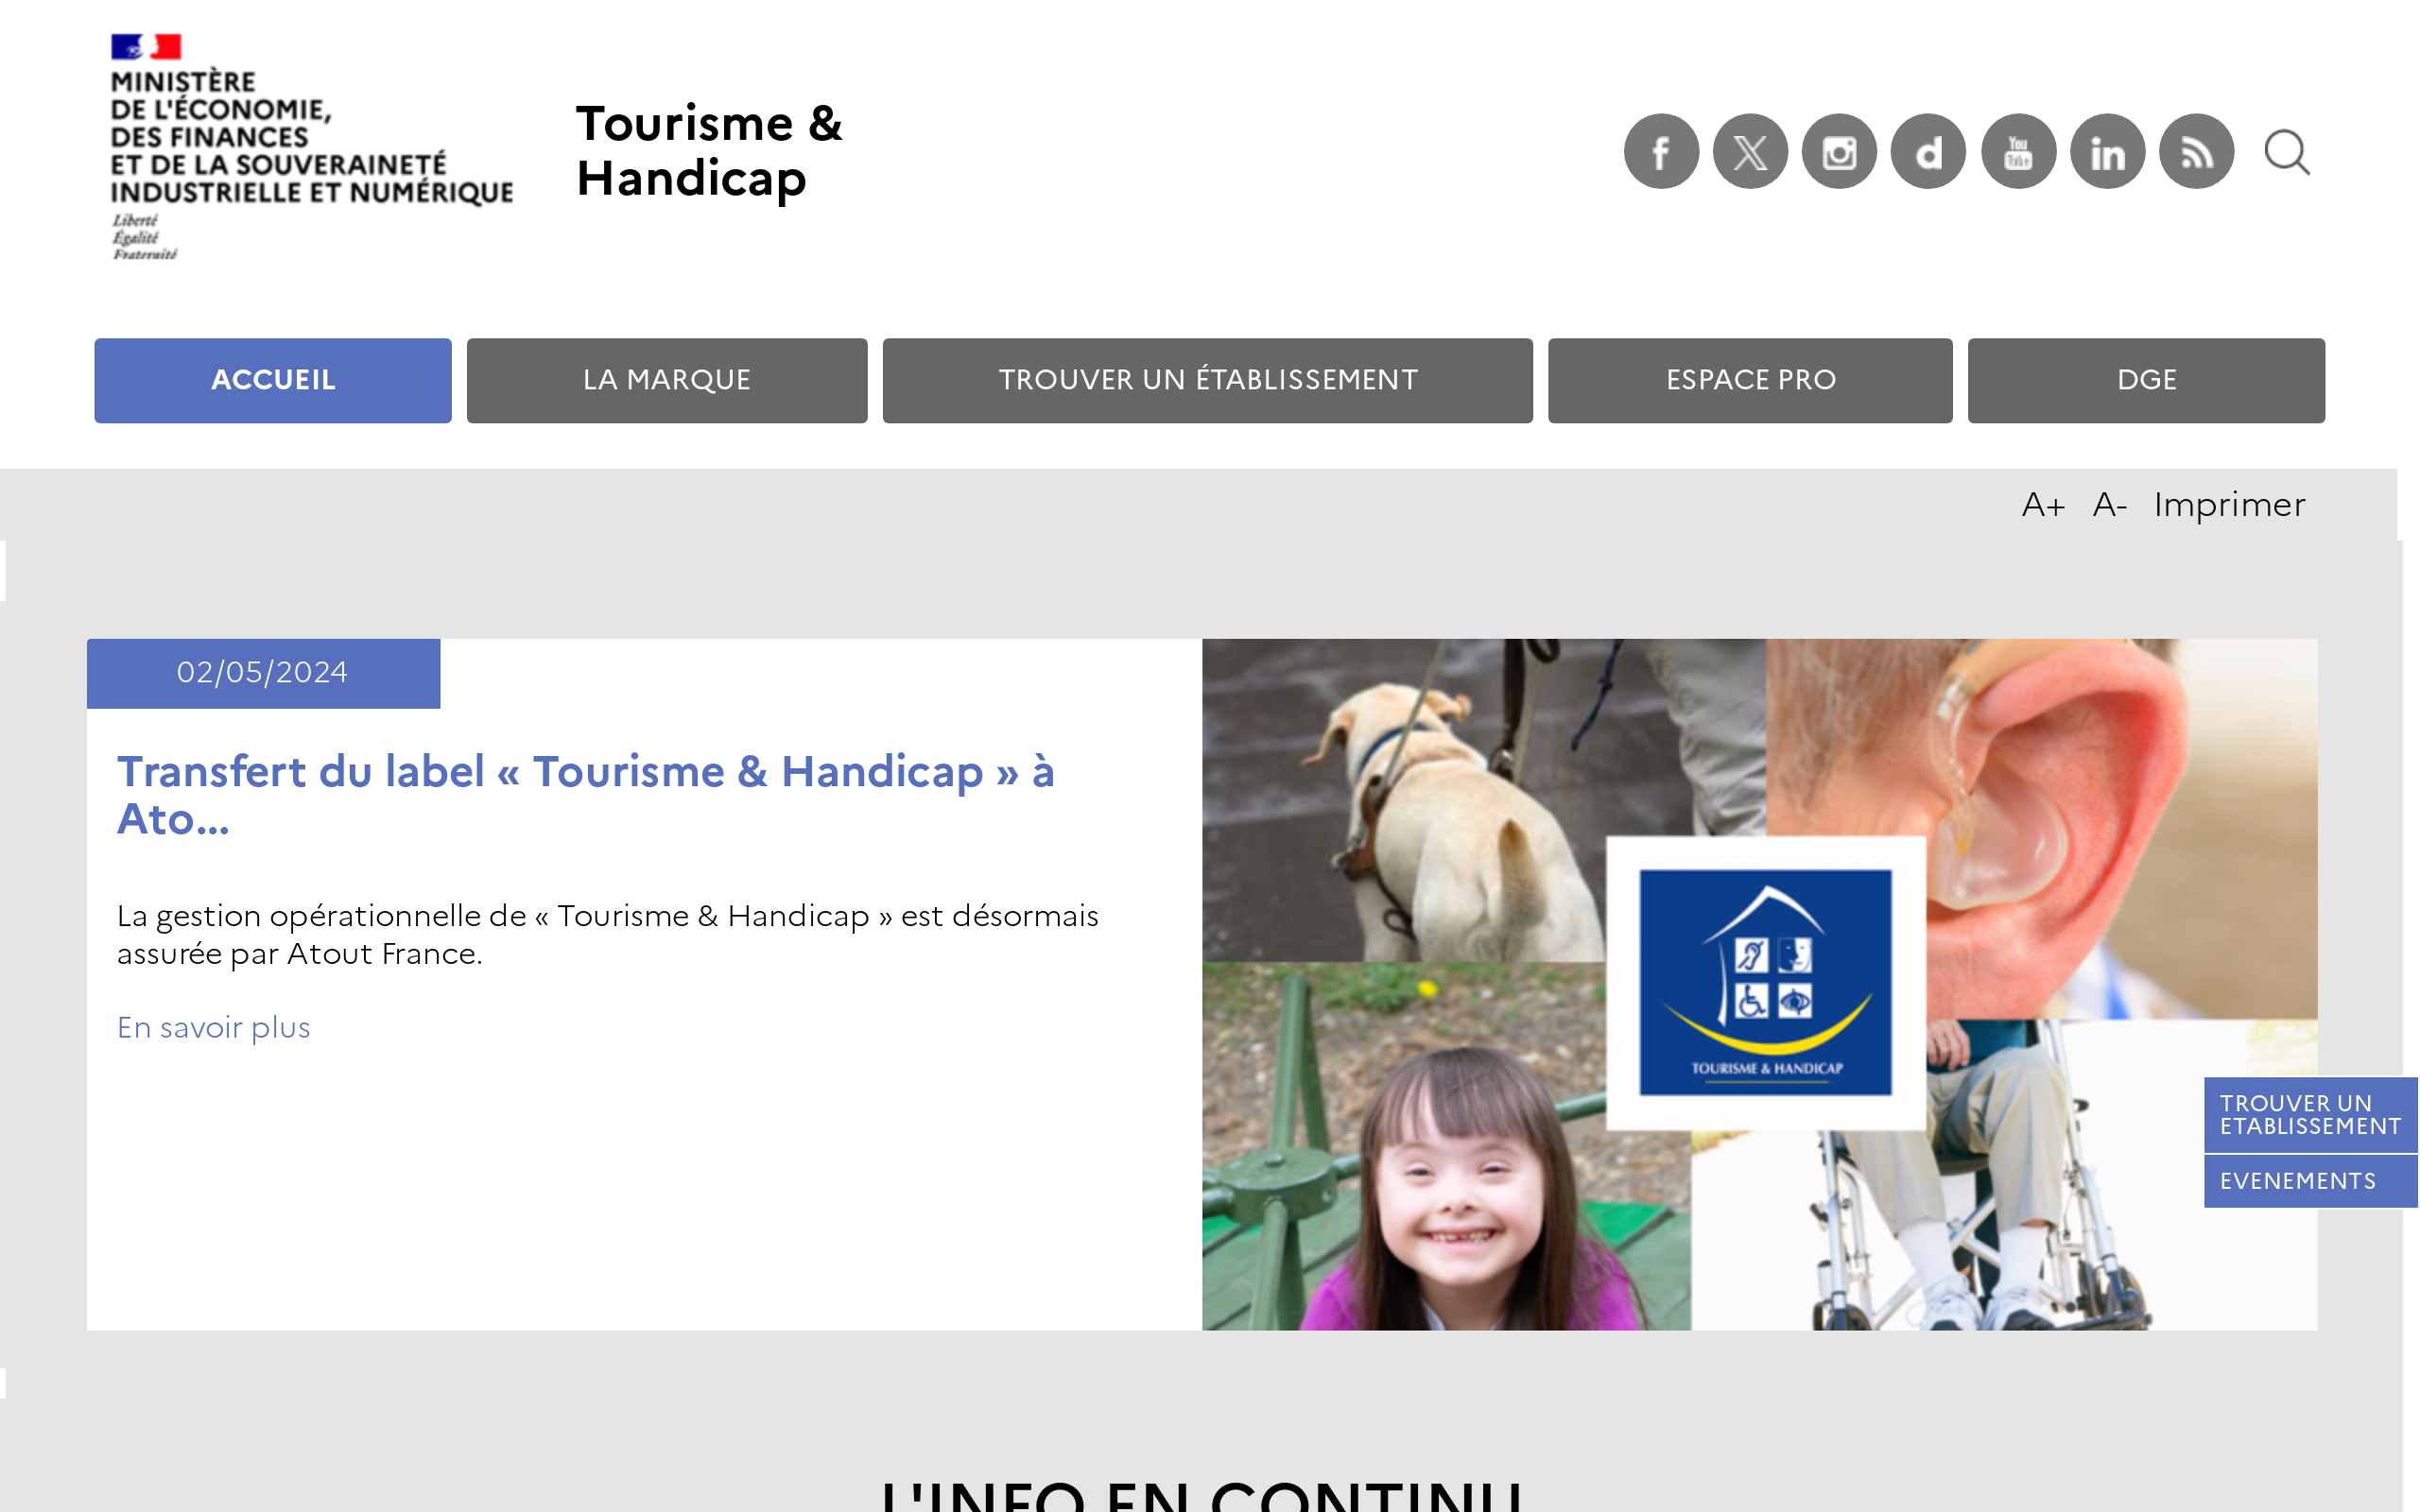 MINISTÈRE
DE L'ÉCONOMIE,
DES FINANCES
ET DE LA SOUVERAINETÉ
INDUSTRIELLE ET NUMÉRIQUE
Liberté
Égalité
Fraternité
Tourisme &
Handicap
ACCUEIL
LA MARQUE
TROUVER UN ÉTABLISSEMENT
ESPACE PRO
DGE
A+ A- Imprimer
02/05/2024
Transfert du label « Tourisme & Handicap » à
Ato...
La gestion opérationnelle de « Tourisme & Handicap » est désormais
assurée par Atout France.
En savoir plus
TOURISME & HANDICAP
TROUVER UN
ETABLISSEMENT
EVENEMENTS
L'INFO EN CONTINU